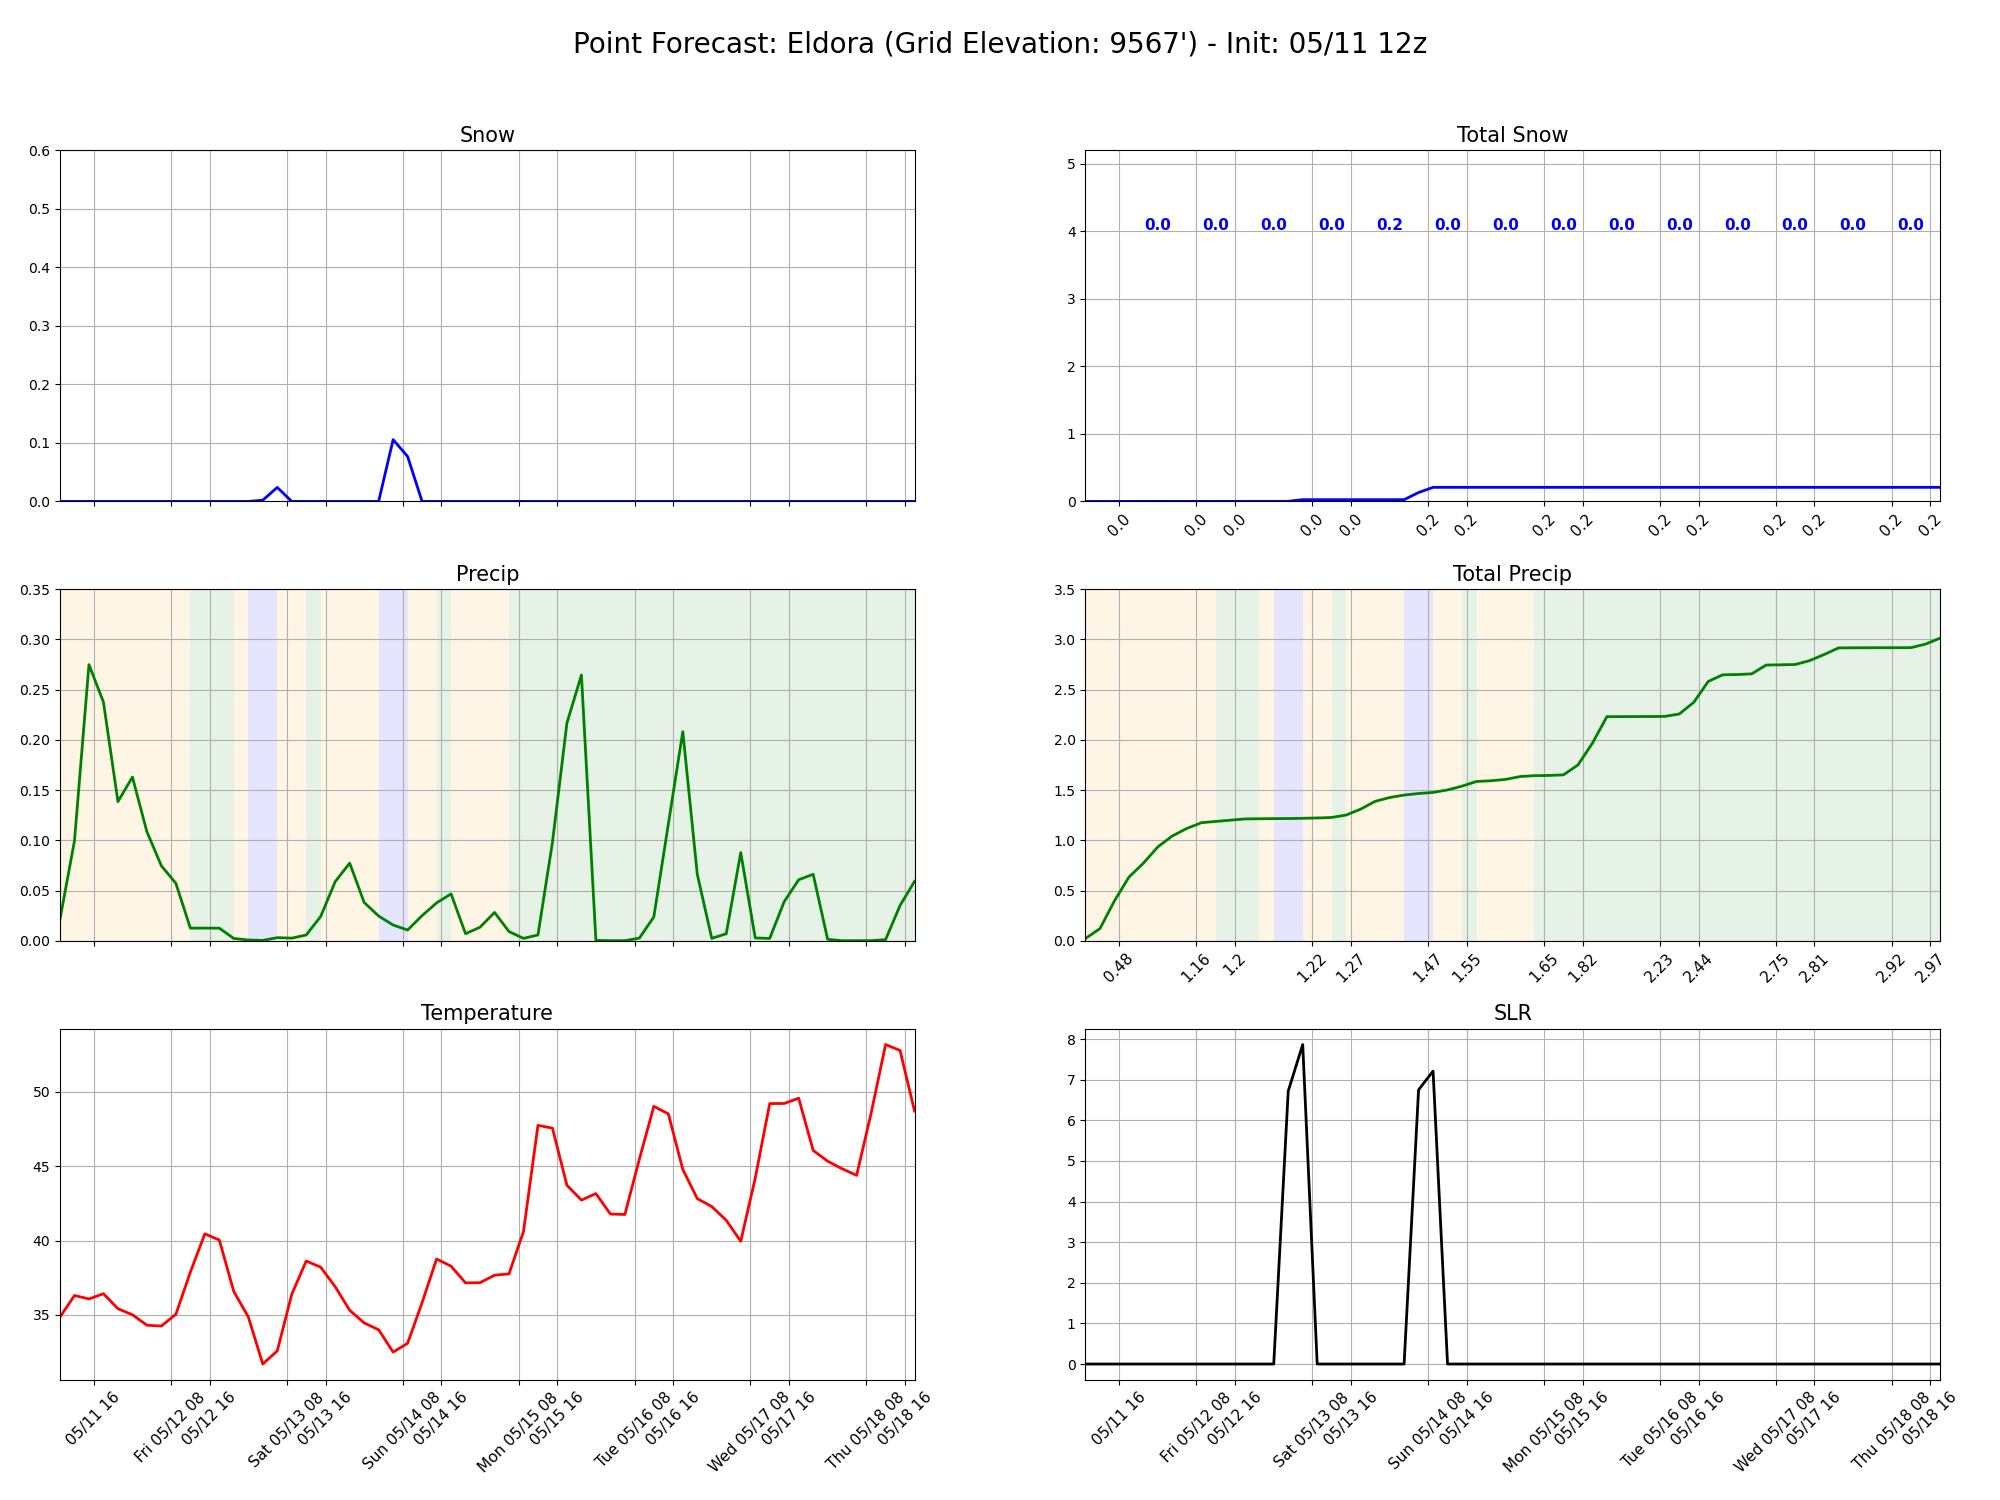 Point Forecast: Eldora (Grid Elevation: 9567') - Init: 05/11 12z
Snow
0.6
0.5
0.4
0.3
0.2
0.1
0.0
Total Snow
5
4
3
2
1
0
0.0 0.0 0.0 0.0 0.2 0.0 0.0 0.0 0.0 0.0 0.0 0.0 0.0 0.0
0.0 0.0 0.0 0.0 0.0 0.2 0.2 0.2 0.2 0.2 0.2 0.2 0.2 0.2 0.2
Precip
0.35
0.30
0.25
0.20
0.15
0.10
0.05
0.00
Total Precip
3.5
3.0
2.5
2.0
1.5
1.0
0.5
0.0
0.48 1.16 1.2 1.22 1.27 1.47 1.55 1.65 1.82 2.23 2.44 2.75 2.81 2.92 2.97
Temperature
50
45
40
35
05/11 16
Fri 05/12 08
05/12 16
Sat 05/13 08
05/13 16
Sun 05/14 08
05/14 16
Mon 05/15 08
05/15 16
Tue 05/16 08
05/16 16
Wed 05/17 08
05/17 16
Thu 05/18 08
05/18 16
SLR
8
7
6
5
4
3
2
1
0
05/11 16
Fri 05/12 08
05/12 16
Sat 05/13 08
05/13 16
Sun 05/14 08
05/14 16
Mon 05/15 08
05/15 16
Tue 05/16 08
05/16 16
Wed 05/17 08
05/17 16
Thu 05/18 08
05/18 16